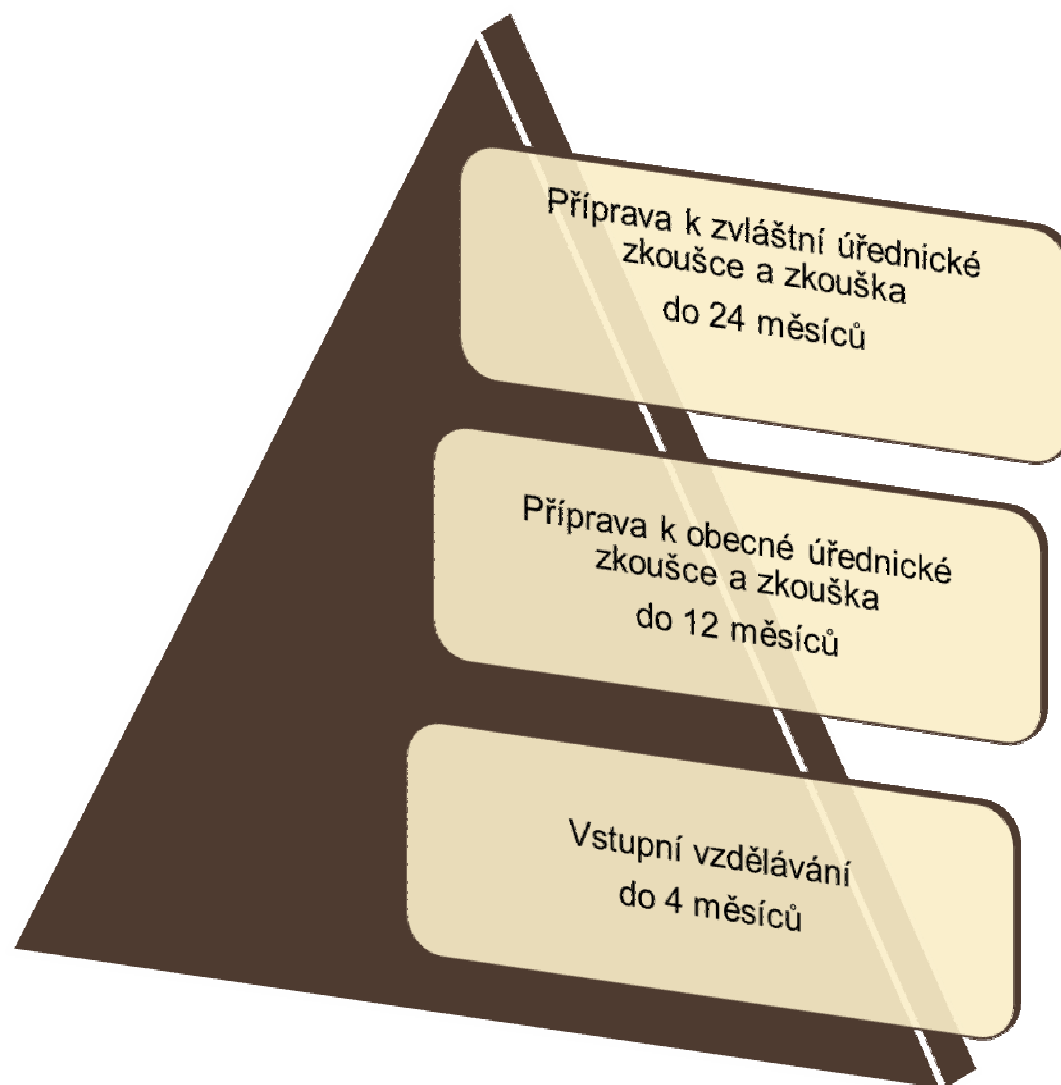 Příprava k zvláštní úřednické
zkoušce a zkouška
do 24 měsíců
Příprava k obecné úřednické
zkoušce a zkouška
do 12 měsíců
Vstupní vzdělávání
do 4 měsíců